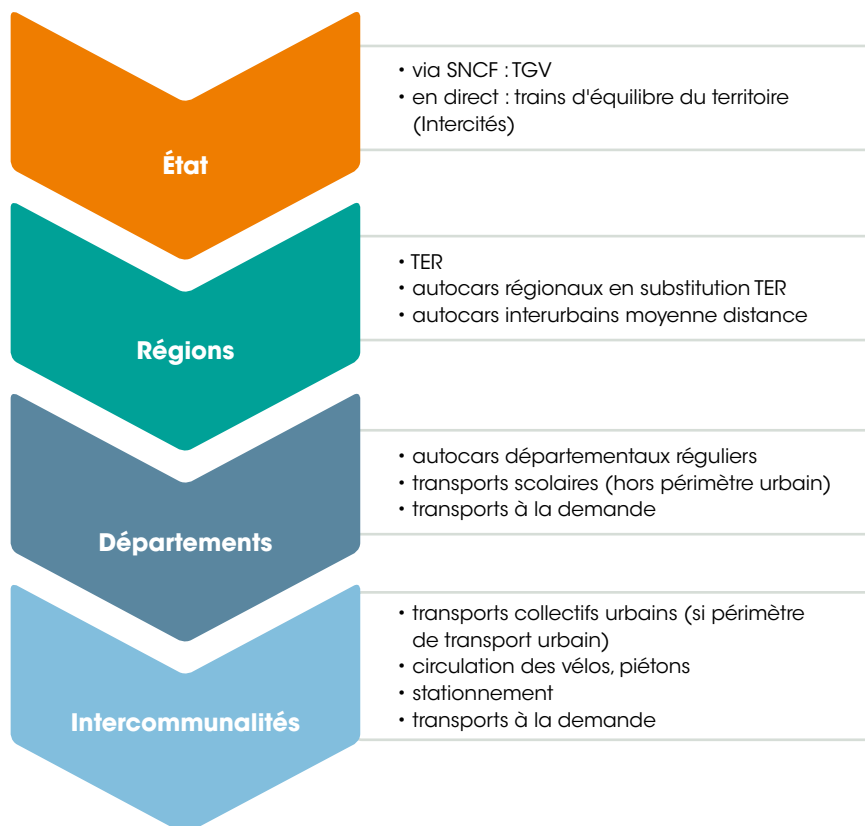 • via SNCF : TGV
• en direct : trains d'équilibre du territoire
(Intercités)
État
• TER
• autocars régionaux en substitution TER
• autocars interurbains moyenne distance
Régions
• autocars départementaux réguliers
• transports scolaires (hors périmètre urbain)
• transports à la demande
Départements
• transports collectifs urbains (si périmètre
de transport urbain)
• circulation des vélos, piétons
• stationnement
• transports à la demande
Intercommunalités